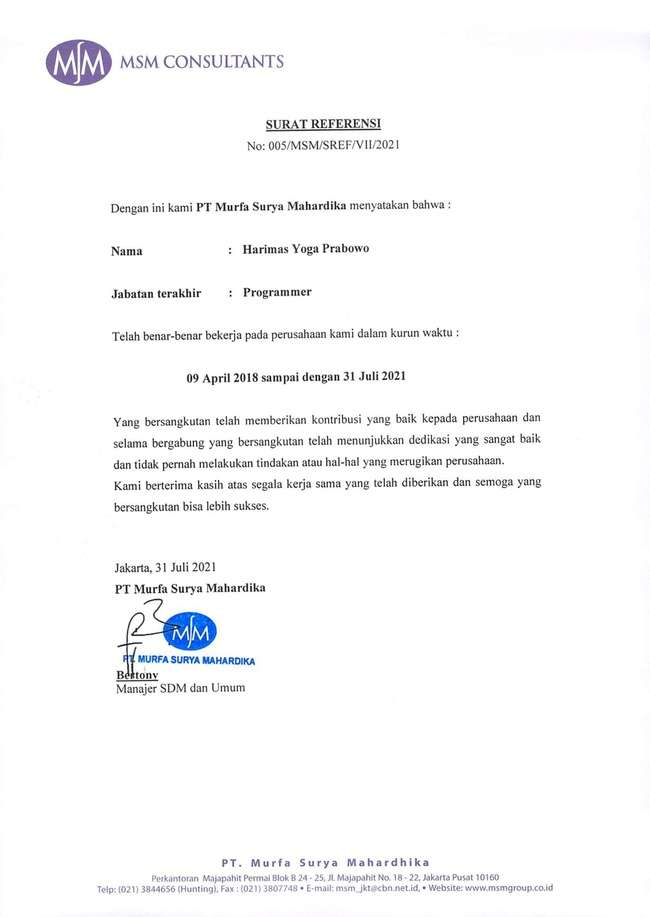 MSM MSM CONSULTANTS
SURAT REFERENSI
No: 005/MSM/SREF/VII/2021
Dengan ini kami PT Murfa Surya Mahardika menyatakan bahwa :
Nama : Harimas Yoga Prabowo
Jabatan terakhir : Programmer
Telah benar-benar bekerja pada perusahaan kami dalam kurun waktu :
09 April 2018 sampai dengan 31 Juli 2021
Yang bersangkutan telah memberikan kontribusi yang baik kepada perusahaan dan
selama bergabung yang bersangkutan telah menunjukkan dedikasi yang sangat baik
dan tidak pernah melakukan tindakan atau hal-hal yang merugikan perusahaan.
Kami berterima kasih atas segala kerja sama yang telah diberikan dan semoga yang
bersangkutan bisa lebih sukses.
Jakarta, 31 Juli 2021
PT Murfa Surya Mahardika
MSM
PT. MURFA SURYA MAHARDIKA
Bestony
Manajer SDM dan Umum
PT. Murfa Surya Mahardhika
Perkantoran Majapahit Permai Blok B 24 - 25, Jl. Majapahit No. 18 - 22, Jakarta Pusat 10160
Telp: (021) 3844656 (Hunting), Fax : (021) 3807748 • E-mail: msm_jkt@cbn.net.id, • Website: www.msmgroup.co.id